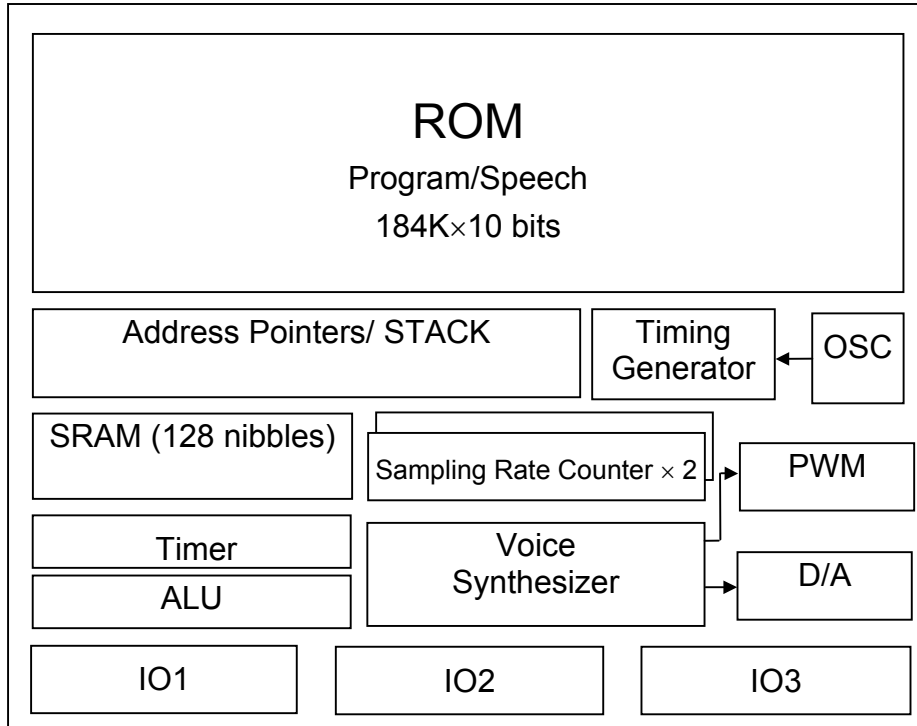 ROM
Program/Speech
184K×10 bits
Address Pointers/ STACK
Timing
Generator
OSC
SRAM (128 nibbles)
Sampling Rate Counter × 2
PWM
Timer
Voice
Synthesizer
D/A
ALU
IO1
IO2
IO3